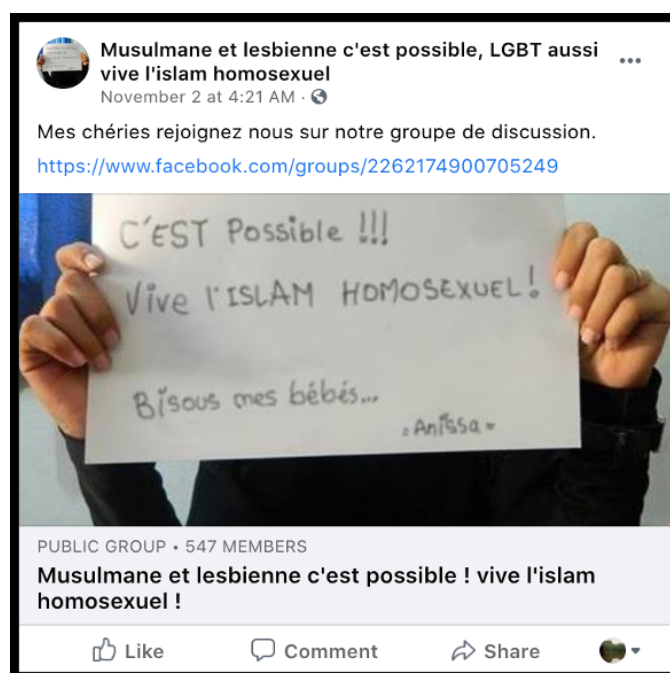 Musulmane et lesbienne c'est possible, LGBT aussi
vive l'islam homosexuel
November 2 at 4:21 AM ·
Mes chéries rejoignez nous sur notre groupe de discussion.
https://www.facebook.com/groups/2262174900705249
C'EST Possible !!!
Vive l'ISLAM HOMOSEXUEL!
Bisous mes bébés...
=Anissa=
PUBLIC GROUP • 547 MEMBERS
Musulmane et lesbienne c'est possible ! vive l'islam
homosexuel !
Like Comment Share